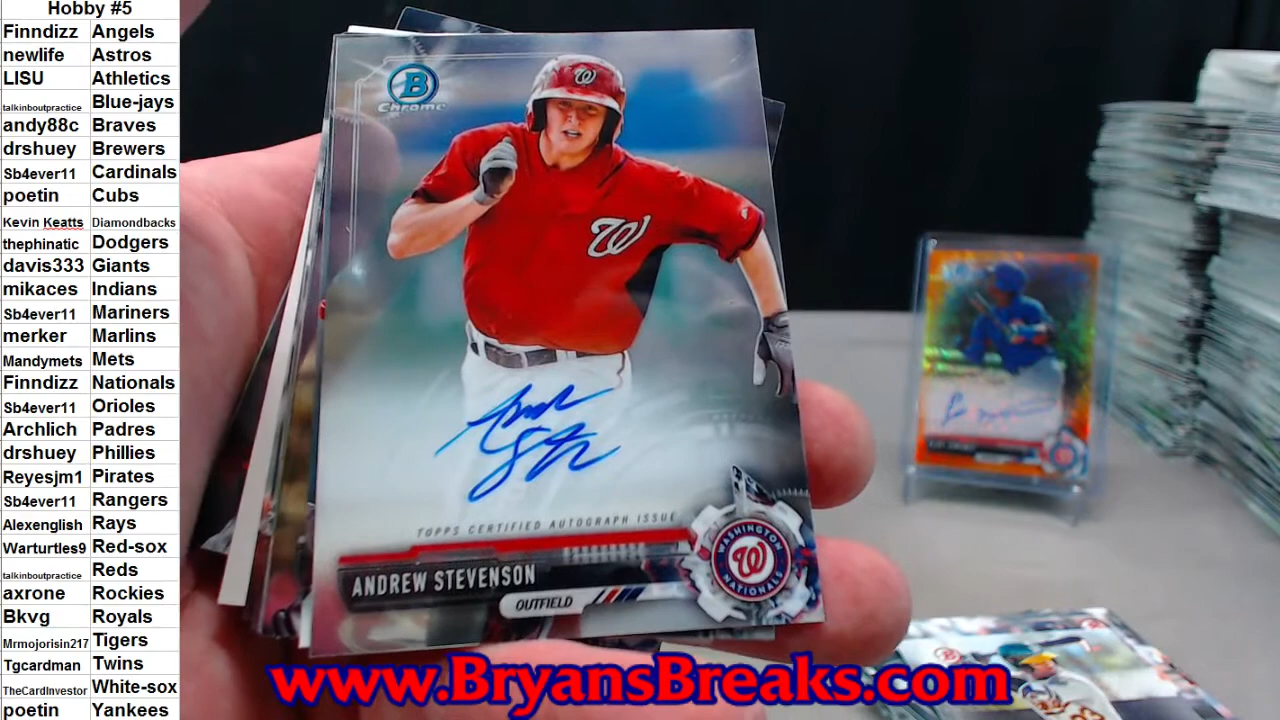 Hobby #5
Finndizz Angels
newlife Astros
LISU Athletics
talkinboutpractice Blue-jays
andy88c Braves
drshuey Brewers
Sb4ever11 Cardinals
poetin Cubs
Kevin Keatts Diamondbacks
thephinatic Dodgers
davis333 Giants
mikaces Indians
Sb4ever11 Mariners
merker Marlins
Mandymets Mets
Finndizz Nationals
Sb4ever11 Orioles
Archlich Padres
drshuey Phillies
Reyesjm1 Pirates
Sb4ever11 Rangers
Alexenglish Rays
Warturtles9 Red-sox
talkinboutpractice Reds
axrone Rockies
Bkvg Royals
Mrmojorisin217 Tigers
Tgcardman Twins
TheCardInvestor White-sox
poetin Yankees
B
Chrome
W
W
TOPPS CERTIFIED AUTOGRAPH ISSUE
ANDREW STEVENSON
OUTFIELD
WASHINGTON
W
NATIONALS
www.BryansBreaks.com